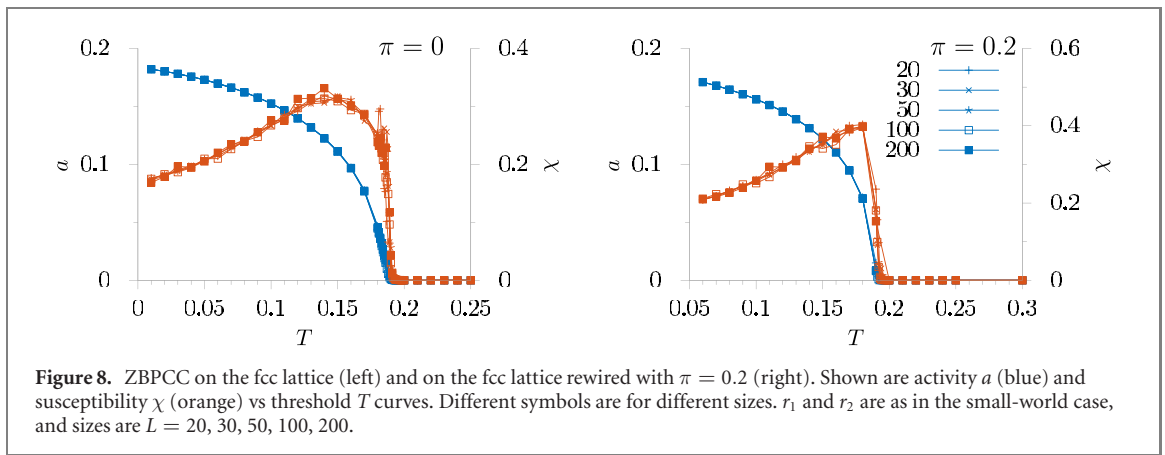 π = 0
0.2
0.1
0
a
0.4
0.2
0
χ
0 0.05 0.1 0.15 0.2 0.25
T
π = 0.2
0.2
0.1
0
a
0.6
0.4
0.2
0
χ
20
30
50
100
200
0.05 0.1 0.15 0.2 0.25 0.3
T
Figure 8. ZBPCC on the fcc lattice (left) and on the fcc lattice rewired with π = 0.2 (right). Shown are activity a (blue) and
susceptibility χ (orange) vs threshold T curves. Different symbols are for different sizes. r₁ and r₂ are as in the small-world case,
and sizes are L = 20, 30, 50, 100, 200.